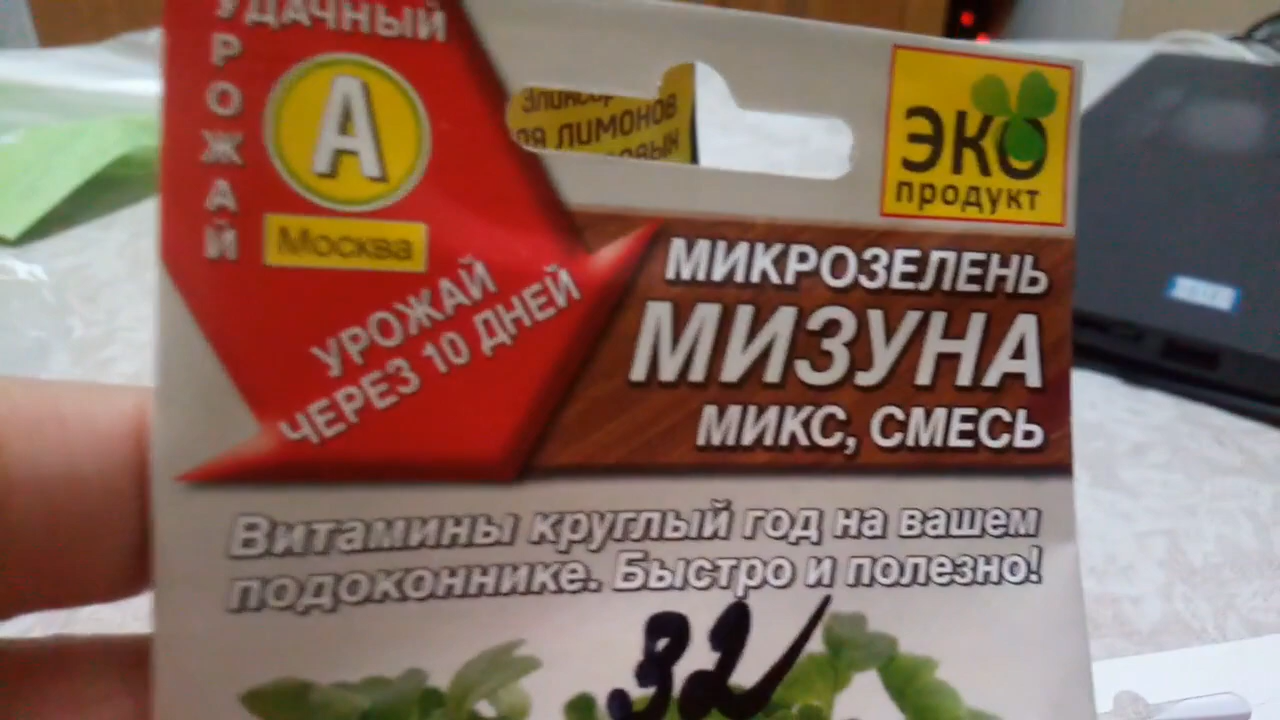 УДАЧНЫЙ
УРОЖАЙ
А
Москва
УРОЖАЙ
ЧЕРЕЗ 10 ДНЕЙ
ЛИМОНОВ
ЭКО
продукт
МИКРОЗЕЛЕНЬ
МИЗУНА
МИКС, СМЕСЬ
Витамины круглый год на вашем
подоконнике. Быстро и полезно!
32